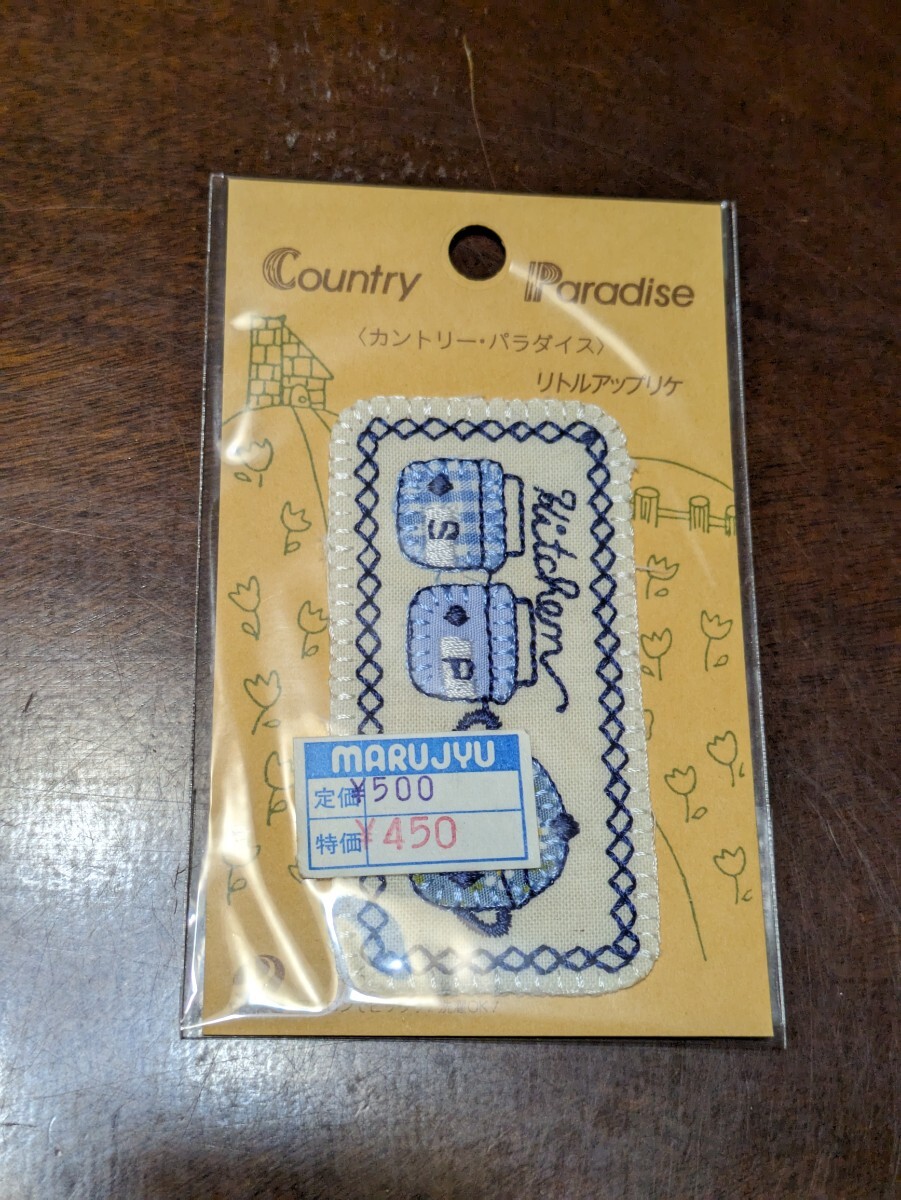 Country Paradise
〈カントリー・パラダイス〉
リトルアップリケ
Kitchen
S
P
MARUJYU
定価 ¥500
特価 ¥450